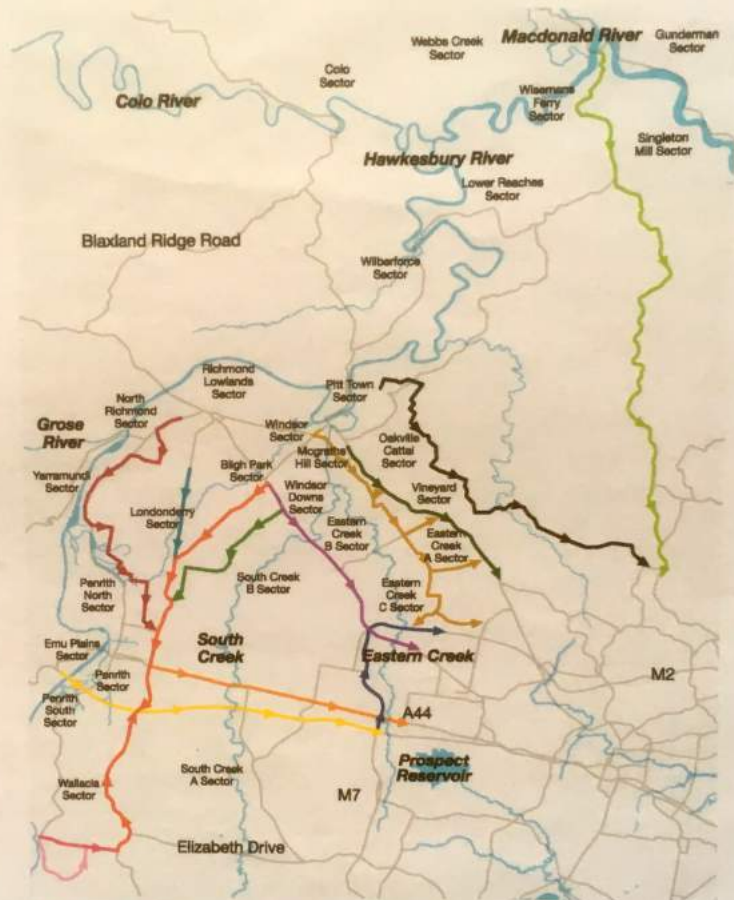 Macdonald River
Gunderman
Sector
Webbs Creek
Sector
Colo
Sector
Colo River
Wisemans
Ferry
Sector
Singleton
Mill Sector
Hawkesbury River
Lower Reaches
Sector
Blaxland Ridge Road
Wilberforce
Sector
Richmond
Lowlands
Sector
Pitt Town
Sector
North
Richmond
Sector
Grose
River
Windsor
Sector
Mcgraths
Hill Sector
Oakville
Cattai
Sector
Yarramundi
Sector
Bligh Park
Sector
Windsor
Downs
Sector
Vineyard
Sector
Londonderry
Sector
Eastern
Creek
B Sector
Eastern
Creek
A Sector
Penrith
North
Sector
South Creek
B Sector
Eastern
Creek
C Sector
Emu Plains
Sector
South
Creek
Eastern Creek
M2
Penrith
Sector
Penrith
South
Sector
A44
Prospect
Reservoir
Wallacia
Sector
South Creek
A Sector
M7
Elizabeth Drive